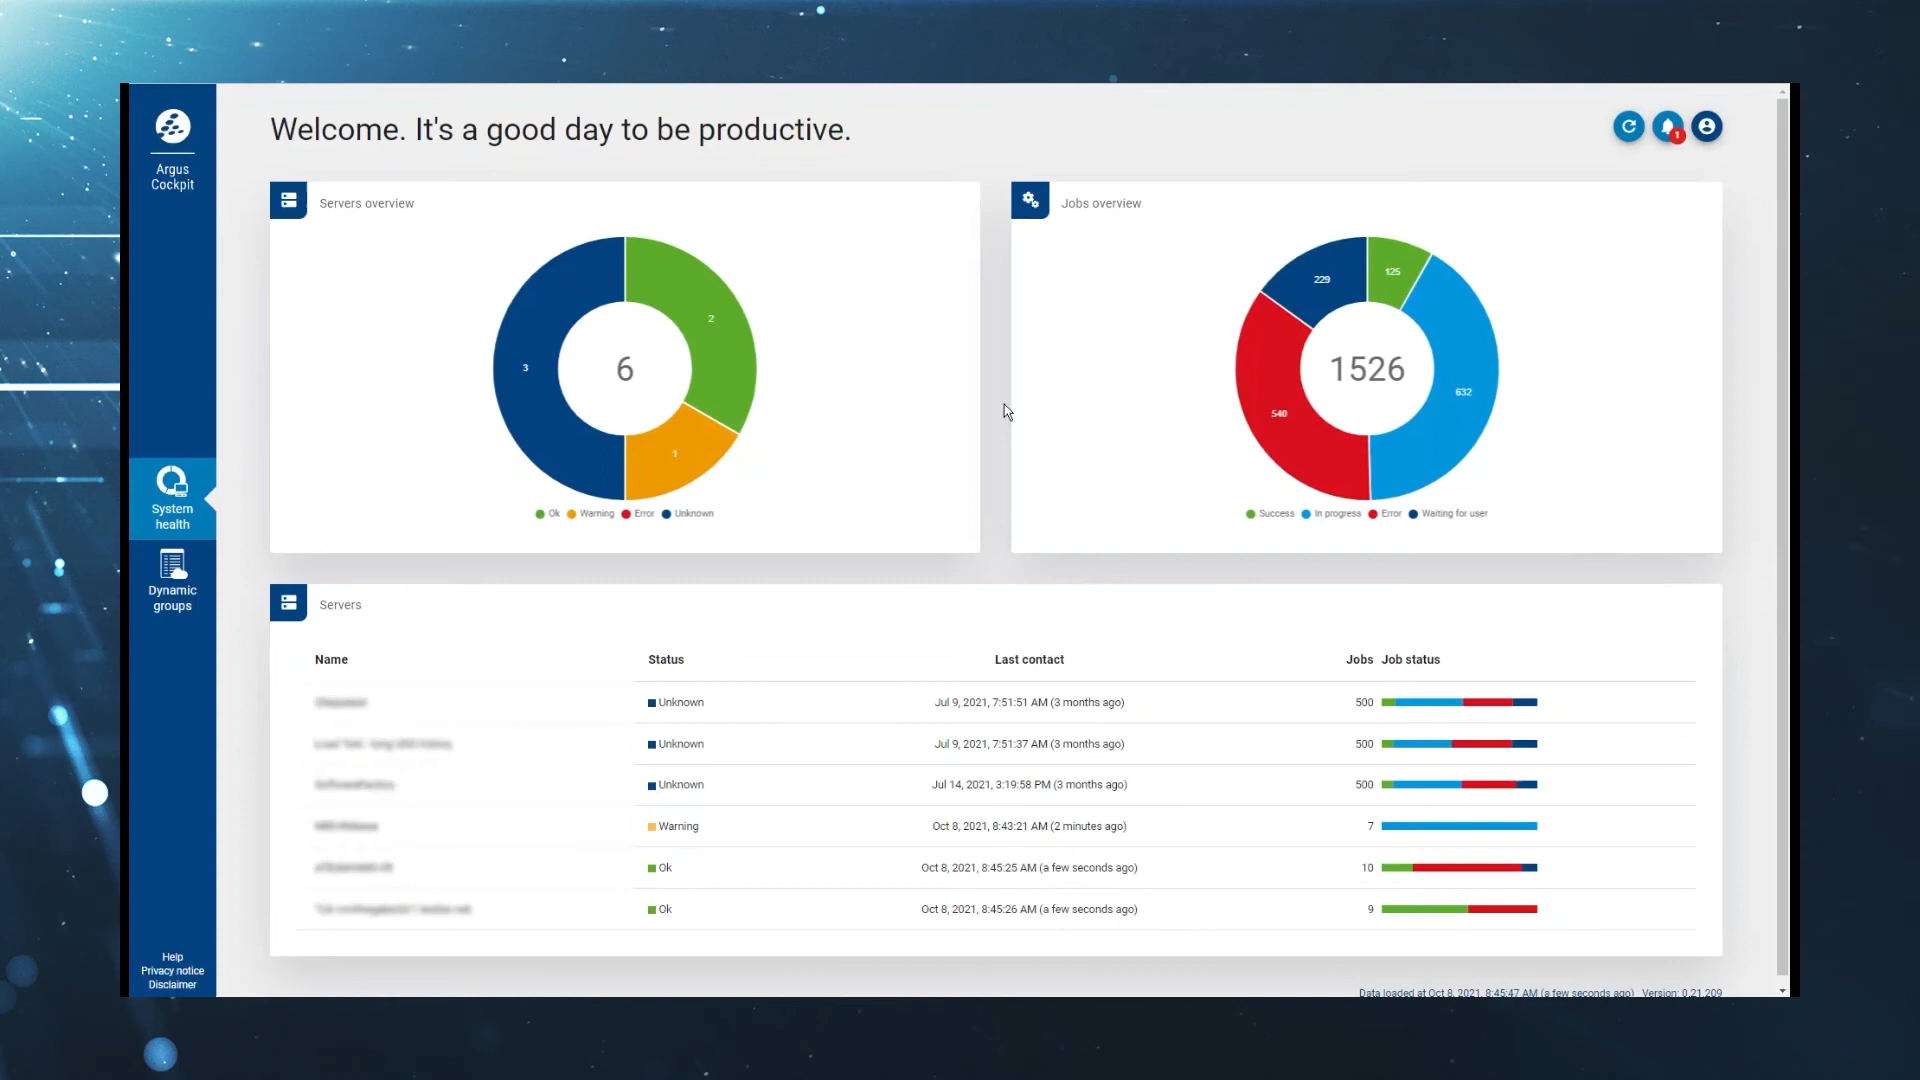 Argus
Cockpit
System
health
Dynamic
groups
Help
Privacy notice
Disclaimer
Welcome. It's a good day to be productive.
1
Servers overview
2
3
6
1
Ok Warning Error Unknown
Jobs overview
229
125
1526
632
540
Success In progress Error Waiting for user
Servers
Name Status Last contact Jobs Job status
Unknown Jul 9, 2021, 7:51:51 AM (3 months ago) 500
Unknown Jul 9, 2021, 7:51:37 AM (3 months ago) 500
Unknown Jul 14, 2021, 3:19:58 PM (3 months ago) 500
Warning Oct 8, 2021, 8:43:21 AM (2 minutes ago) 7
Ok Oct 8, 2021, 8:45:25 AM (a few seconds ago) 10
Ok Oct 8, 2021, 8:45:26 AM (a few seconds ago) 9
Data loaded at Oct 8, 2021, 8:45:47 AM (a few seconds ago) Version: 0.21.209